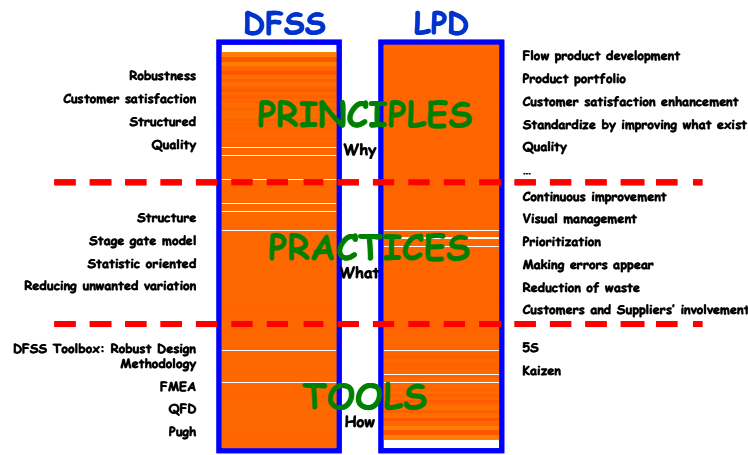 DFSS
LPD
Robustness
Customer satisfaction
Structured
Quality
PRINCIPLES
Why
Flow product development
Product portfolio
Customer satisfaction enhancement
Standardize by improving what exist
Quality
...
Structure
Stage gate model
Statistic oriented
Reducing unwanted variation
PRACTICES
What
Continuous improvement
Visual management
Prioritization
Making errors appear
Reduction of waste
Customers and Suppliers' involvement
DFSS Toolbox: Robust Design
Methodology
FMEA
QFD
Pugh
TOOLS
How
5S
Kaizen